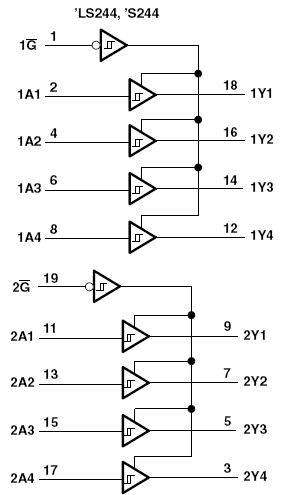 'LS244, 'S244
1G̅ 1
1A1 2 18 1Y1
1A2 4 16 1Y2
1A3 6 14 1Y3
1A4 8 12 1Y4
2G̅ 19
2A1 11 9 2Y1
2A2 13 7 2Y2
2A3 15 5 2Y3
2A4 17 3 2Y4